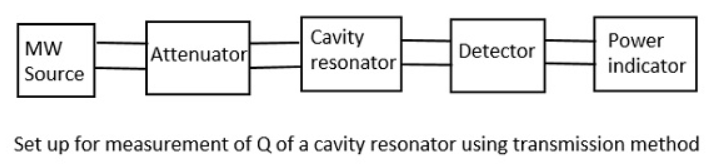 MW
Source
Attenuator
Cavity
resonator
Detector
Power
indicator
Set up for measurement of Q of a cavity resonator using transmission method